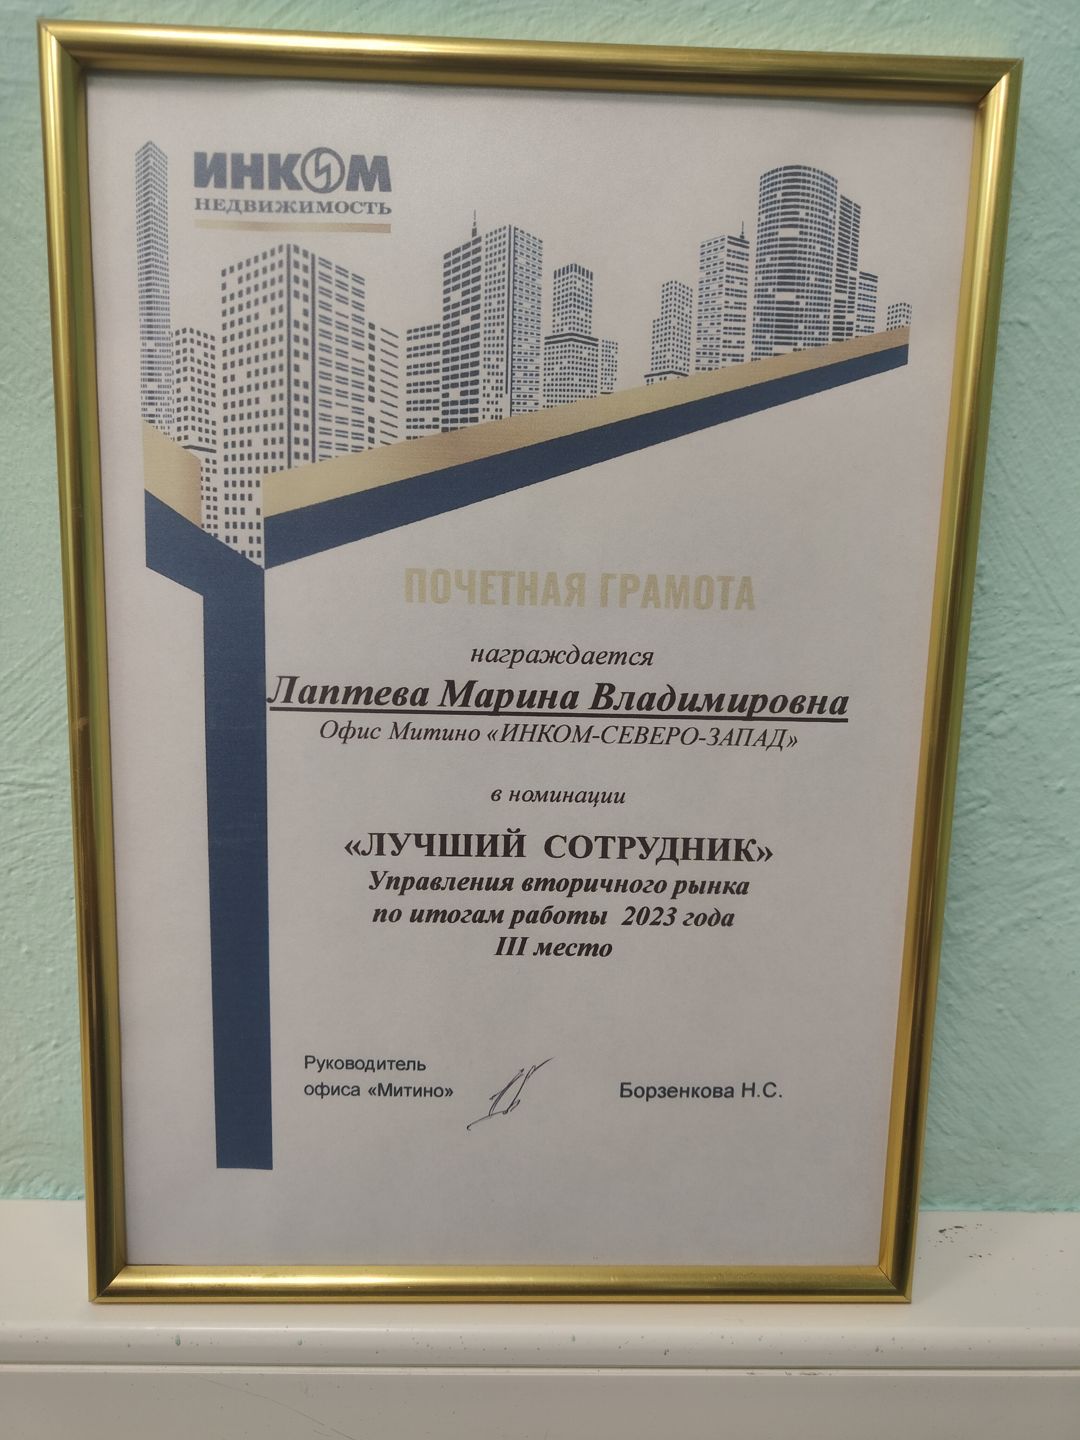 ИНКОМ
НЕДВИЖИМОСТЬ
ПОЧЕТНАЯ ГРАМОТА
награждается
Лаптева Марина Владимировна
Офис Митино «ИНКОМ-СЕВЕРО-ЗАПАД»
в номинации
«ЛУЧШИЙ СОТРУДНИК»
Управления вторичного рынка
по итогам работы 2023 года
III место
Руководитель
офиса «Митино»
Борзенкова Н.С.